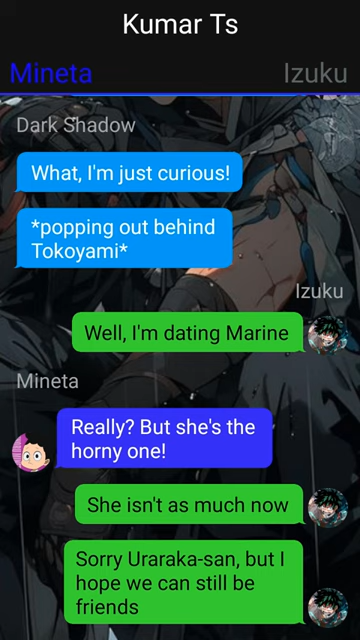 Kumar Ts
Mineta
Izuku
Dark Shadow
What, I'm just curious!
*popping out behind
Tokoyami*
Izuku
Well, I'm dating Marine
Mineta
Really? But she's the
horny one!
She isn't as much now
Sorry Uraraka-san, but I
hope we can still be
friends